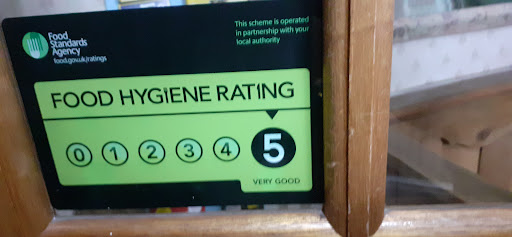 Food
Standards
Agency
food.gov.uk/ratings
This scheme is operated
in partnership with your
local authority
FOOD HYGIENE RATING
0 1 2 3 4 5
VERY GOOD